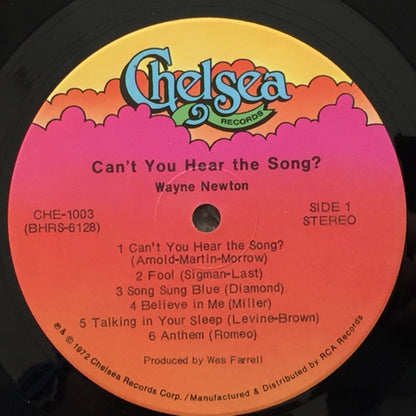 Chelsea
RECORDS
Can't You Hear the Song?
Wayne Newton
CHE-1003
(BHRS-6128)
SIDE 1
STEREO
1 Can't You Hear the Song?
(Arnold-Martin-Morrow)
2 Fool (Sigman-Last)
3 Song Sung Blue (Diamond)
4 Believe in Me (Miller)
5 Talking in Your Sleep (Levine-Brown)
6 Anthem (Romeo)
Produced by Wes Farrell
℗ & © 1972 Chelsea Records Corp. / Manufactured & Distributed by RCA Records